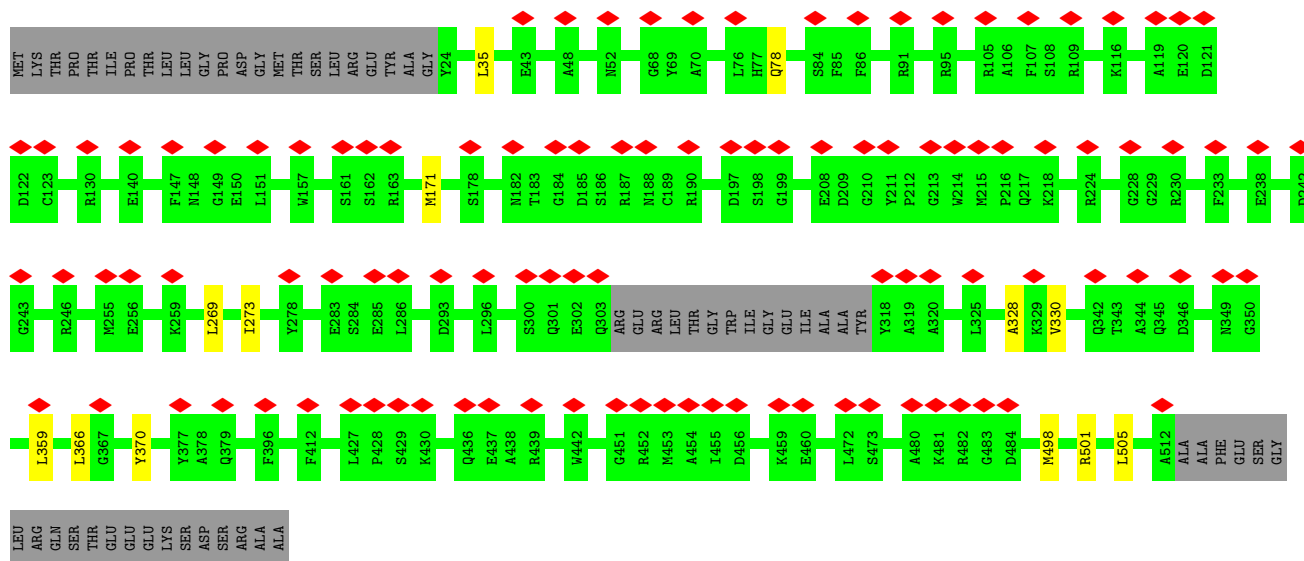 MET LYS THR PRO THR ILE PRO THR LEU LEU GLY PRO ASP GLY MET THR SER LEU ARG GLU TYR ALA GLY Y24 L35 E43 A48 N52 G68 Y69 A70 L76 H77 Q78 S84 F85 F86 R91 R95 R105 A106 F107 S108 R109 K116 A119 E120 D121
D122 C123 R130 E140 F147 N148 G149 E150 L151 W157 S161 S162 R163 M171 S178 N182 T183 G184 D185 S186 R187 N188 C189 R190 D197 S198 G199 E208 D209 G210 Y211 P212 G213 W214 M215 P216 Q217 K218 R224 G228 G229 R230 F233 E238 D242
G243 R246 M255 E256 K259 L269 I273 Y278 E283 S284 E285 L286 D293 L296 S300 Q301 E302 Q303 ARG GLU ARG LEU THR GLY TRP ILE GLY GLU ILE ALA ALA TYR Y318 A319 A320 L325 A328 K329 V330 Q342 T343 A344 Q345 D346 N349 G350
L359 L366 G367 Y370 Y377 A378 Q379 F396 F412 L427 P428 S429 K430 Q436 E437 A438 R439 W442 G451 R452 M453 A454 I455 D456 K459 E460 L472 S473 A480 K481 R482 G483 D484 M498 R501 L505 A512 ALA ALA PHE GLU SER GLY
LEU ARG GLN SER THR GLU GLU GLU LYS SER ASP SER ARG ALA ALA